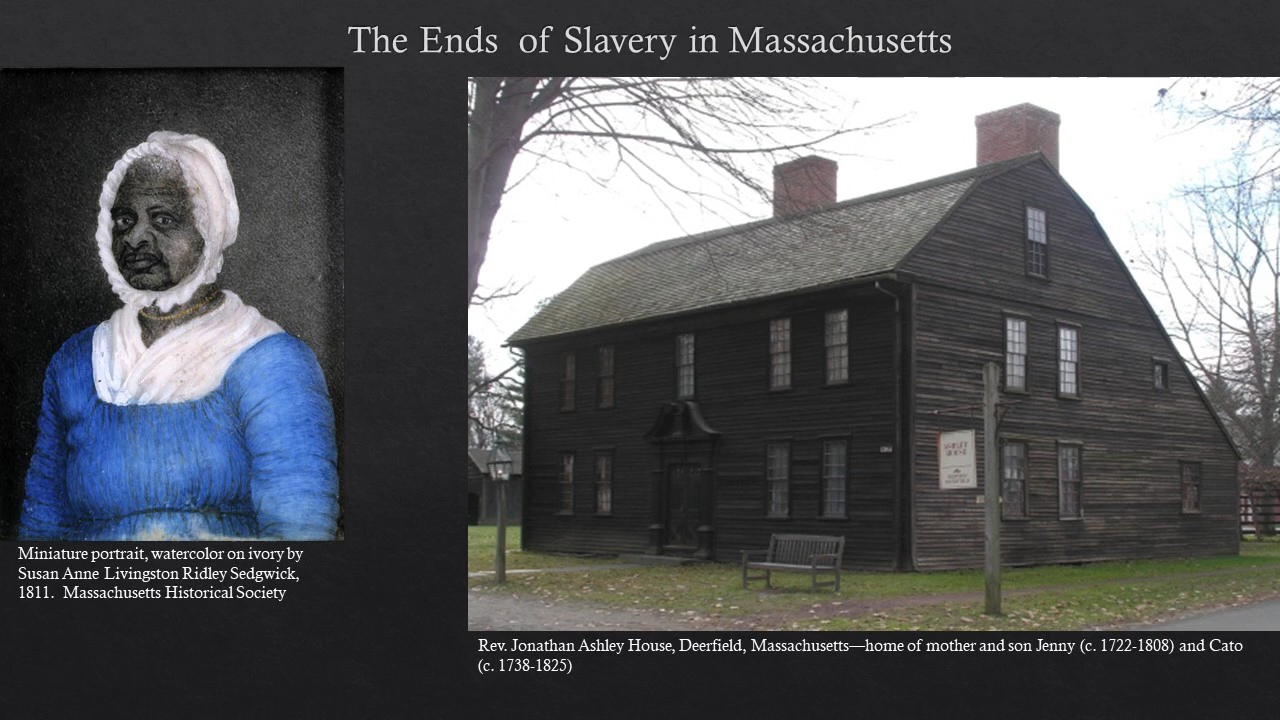 The Ends  of Slavery in Massachusetts
Miniature portrait, watercolor on ivory by
Susan Anne Livingston Ridley Sedgwick,
1811.  Massachusetts Historical Society
ASHLEY
HOUSE
Rev. Jonathan Ashley House, Deerfield, Massachusetts—home of mother and son Jenny (c. 1722-1808) and Cato
(c. 1738-1825)